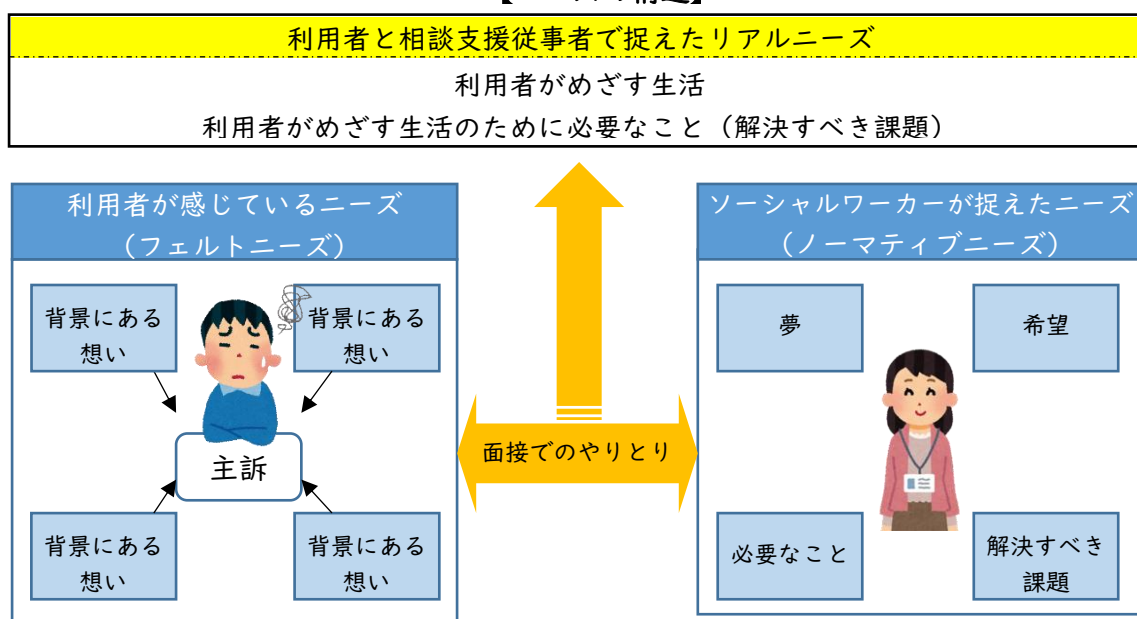 利用者と相談支援従事者で捉えたリアルニーズ
利用者がめざす生活
利用者がめざす生活のために必要なこと（解決すべき課題）
利用者が感じているニーズ
（フェルトニーズ）
背景にある
想い
背景にある
想い
主訴
背景にある
想い
背景にある
想い
面接でのやりとり
ソーシャルワーカーが捉えたニーズ
（ノーマティブニーズ）
夢
希望
必要なこと
解決すべき
課題